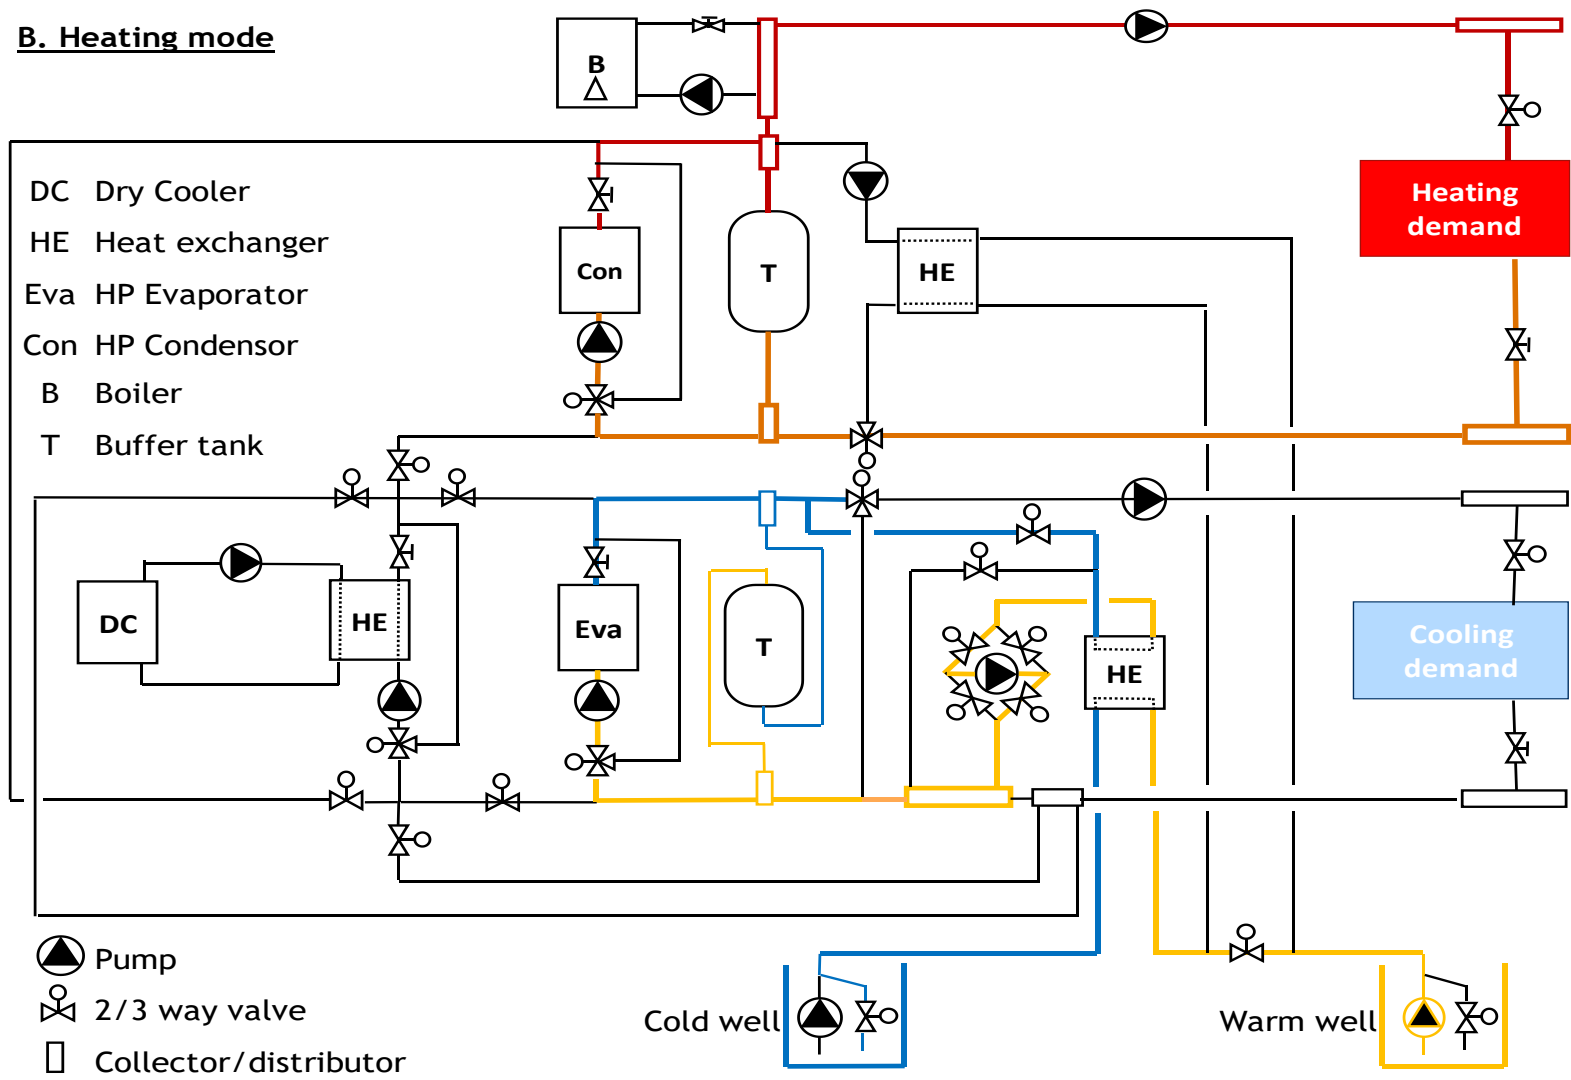 B. Heating mode
B
DC Dry Cooler
HE Heat exchanger
Eva HP Evaporator
Con HP Condensor
B Boiler
T Buffer tank
Con
T
HE
Heating
demand
DC
HE
Eva
T
HE
Cooling
demand
Pump
2/3 way valve
Collector/distributor
Cold well
Warm well